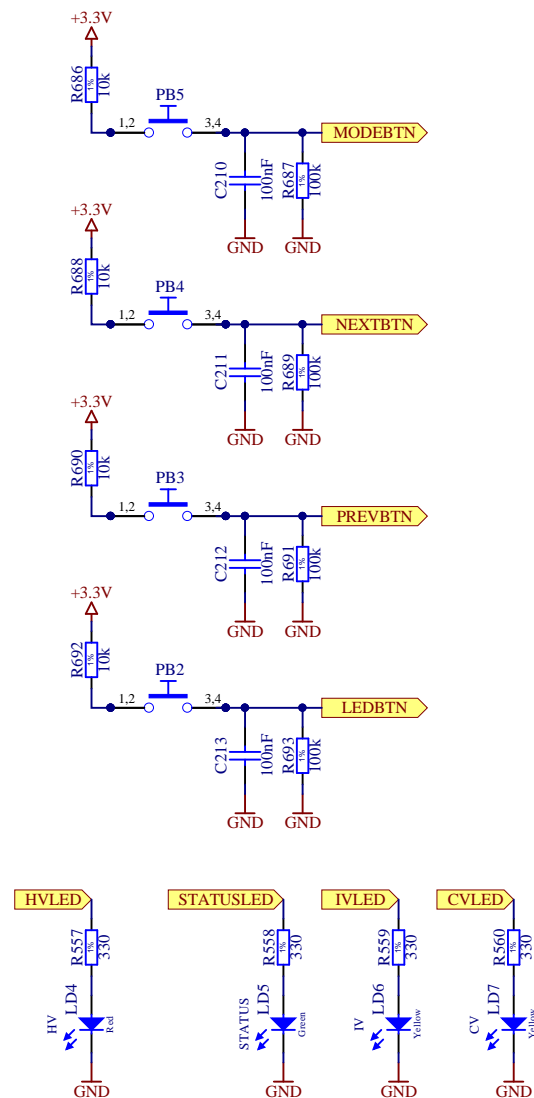 +3.3V
R686
1%
10k
PB5
1,2
3,4
MODEBTN
C210
100nF
R687
1%
100k
GND
GND
+3.3V
R688
1%
10k
PB4
1,2
3,4
NEXTBTN
C211
100nF
R689
1%
100k
GND
GND
+3.3V
R690
1%
10k
PB3
1,2
3,4
PREVBTN
C212
100nF
R691
1%
100k
GND
GND
+3.3V
R692
1%
10k
PB2
1,2
3,4
LEDBTN
C213
100nF
R693
1%
100k
GND
GND
HVLED
STATUSLED
IVLED
CVLED
R557
1%
330
R558
1%
330
R559
1%
330
R560
1%
330
HV
LD4
Red
STATUS
LD5
Green
IV
LD6
Yellow
CV
LD7
Yellow
GND
GND
GND
GND